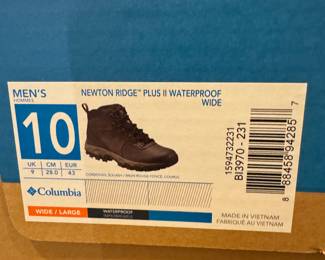 MEN'S
HOMMES
NEWTON RIDGE™ PLUS II WATERPROOF
WIDE
10
UK CM EUR
9 28.0 43
1594732231
BI3970 - 231
8 88458 94285 7
Columbia
WIDE / LARGE
WATERPROOF
MADE IN VIETNAM
FABRIQUÉ AU VIETNAM